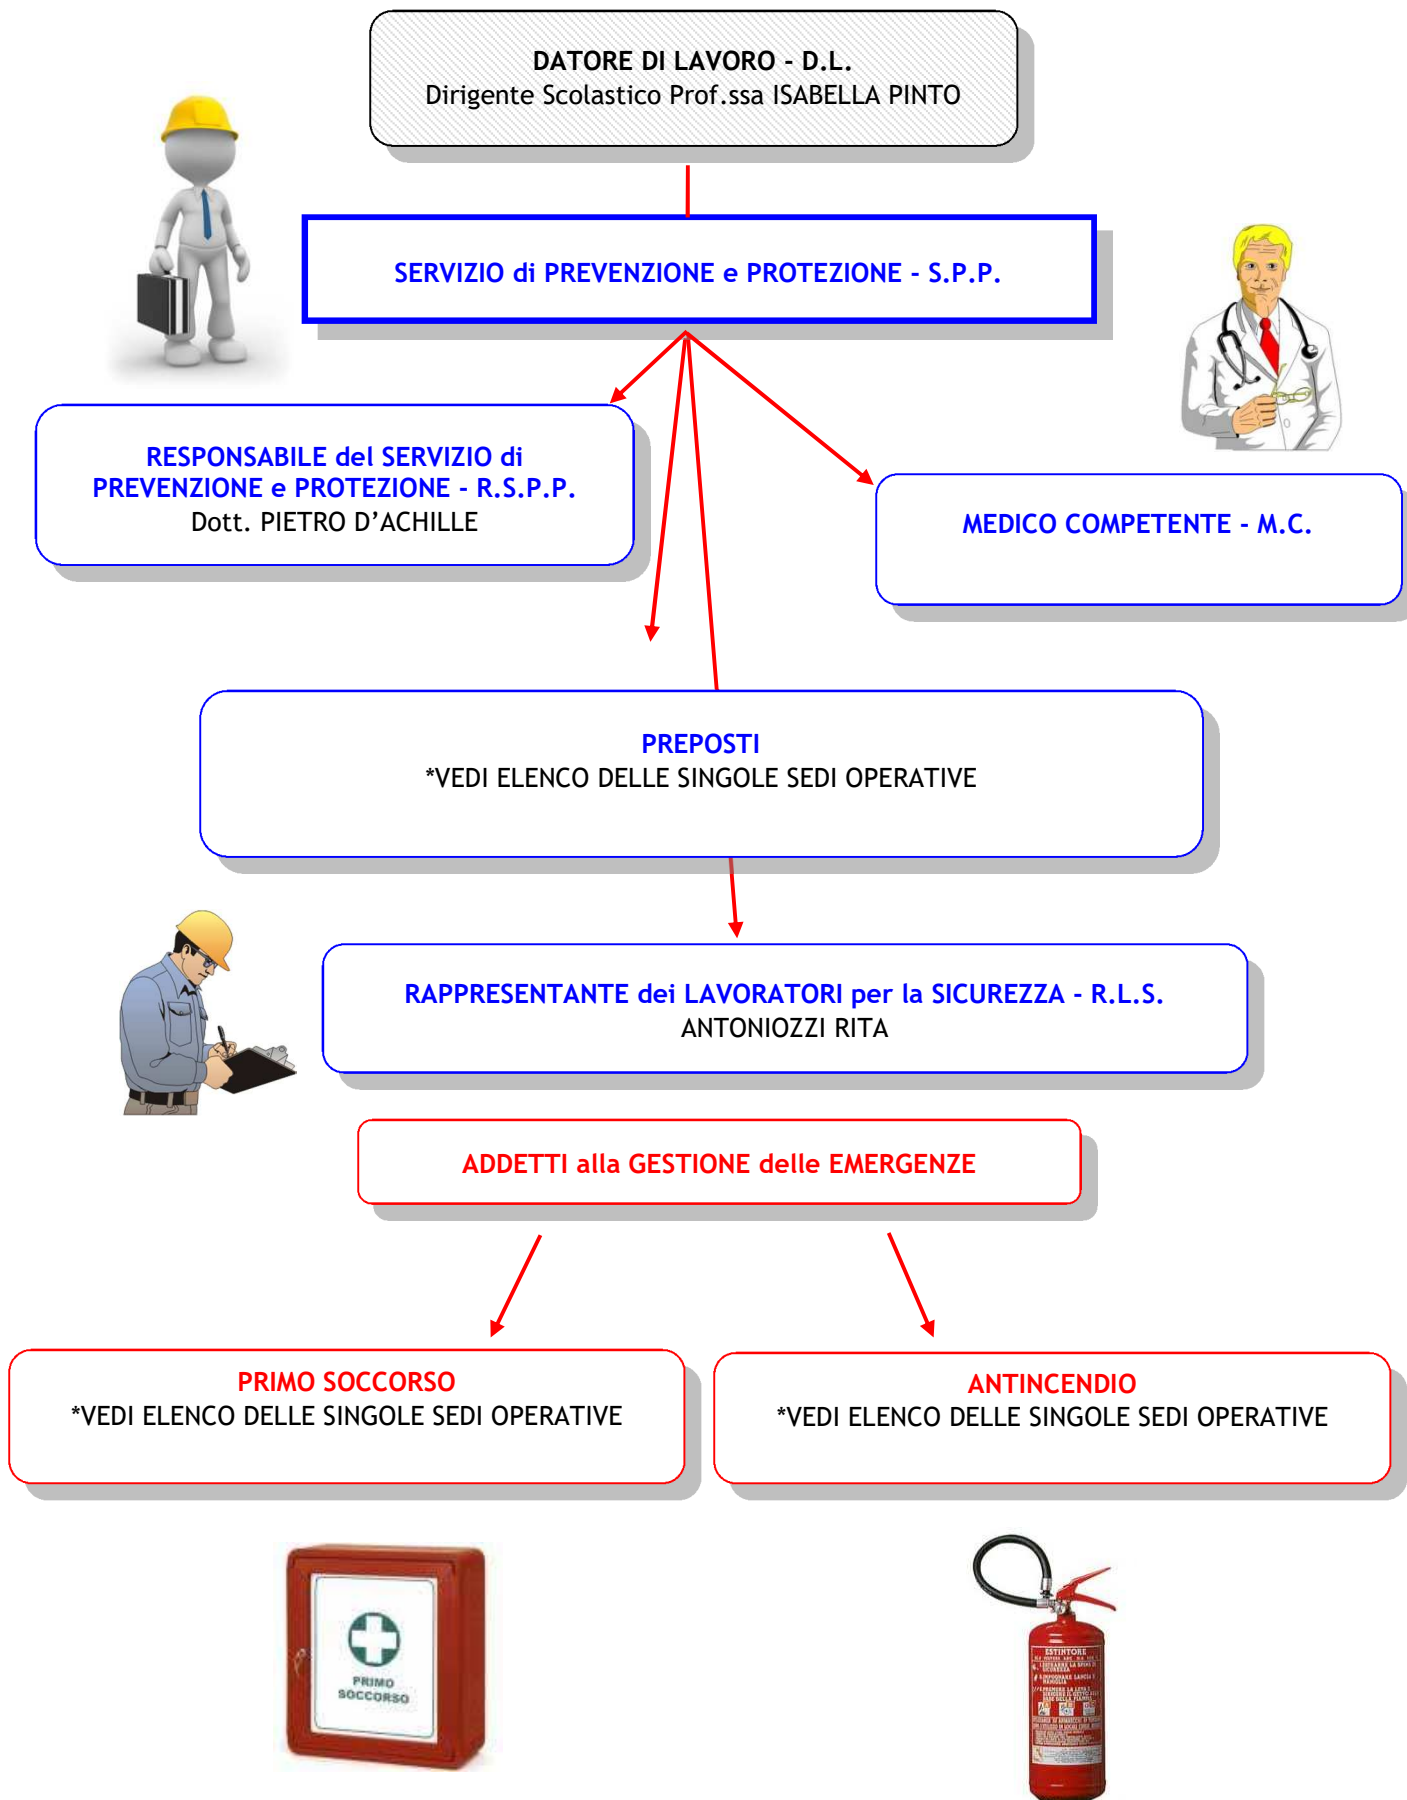 DATORE DI LAVORO - D.L.
Dirigente Scolastico Prof.ssa ISABELLA PINTO
SERVIZIO di PREVENZIONE e PROTEZIONE - S.P.P.
RESPONSABILE del SERVIZIO di
PREVENZIONE e PROTEZIONE - R.S.P.P.
Dott. PIETRO D’ACHILLE
MEDICO COMPETENTE - M.C.
PREPOSTI
*VEDI ELENCO DELLE SINGOLE SEDI OPERATIVE
RAPPRESENTANTE dei LAVORATORI per la SICUREZZA - R.L.S.
ANTONIOZZI RITA
ADDETTI alla GESTIONE delle EMERGENZE
PRIMO SOCCORSO
*VEDI ELENCO DELLE SINGOLE SEDI OPERATIVE
ANTINCENDIO
*VEDI ELENCO DELLE SINGOLE SEDI OPERATIVE
PRIMO
SOCCORSO
ESTINTORE